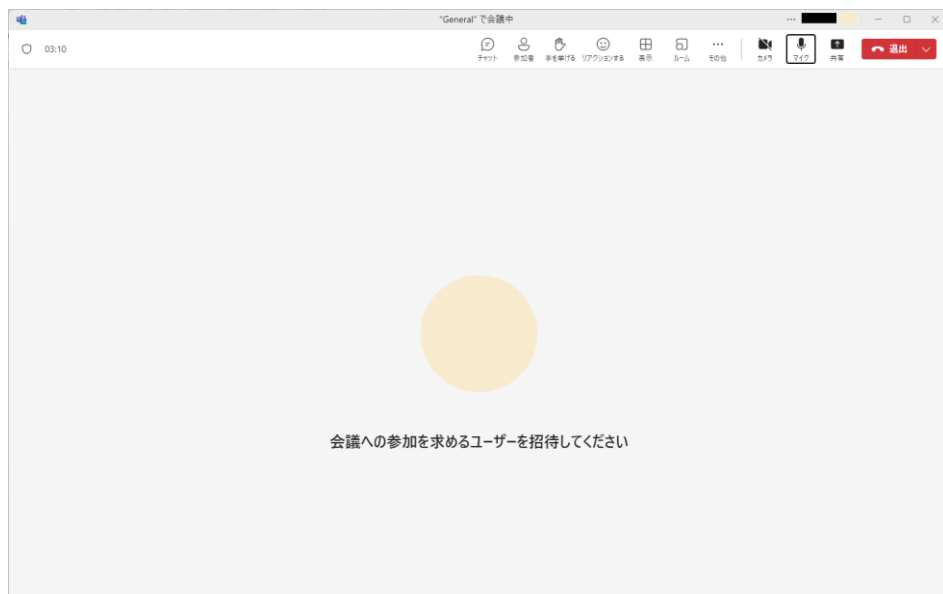 "General" で会議中
03:10
チャット 参加者 手を挙げる リアクションする 表示 ルーム その他 カメラ マイク 共有 退出
会議への参加を求めるユーザーを招待してください